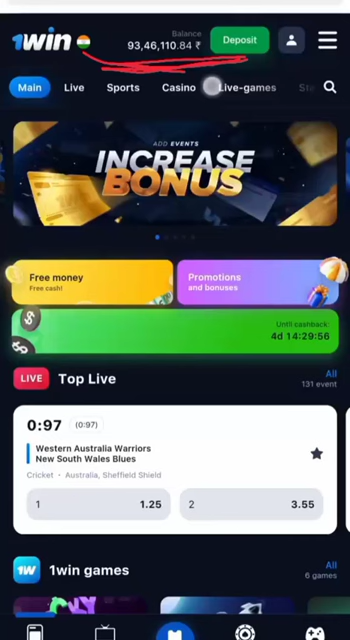 1win
Balance
93,46,110.84 ₹
Deposit
Main Live Sports Casino Live-games
ADD EVENTS
INCREASE
BONUS
Free money
Free cash!
Promotions
and bonuses
Until cashback:
4d 14:29:56
LIVE Top Live
All
131 event
0:97 (0:97)
Western Australia Warriors
New South Wales Blues
Cricket • Australia, Sheffield Shield
1 1.25 2 3.55
1W 1win games
All
6 games